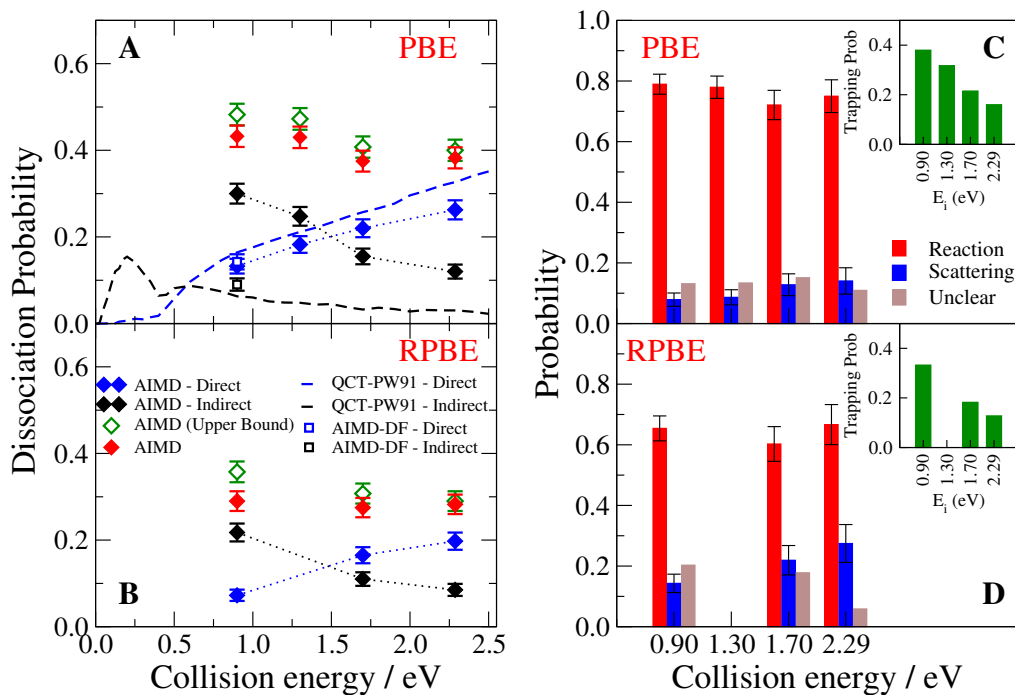 A
PBE
0.6
0.4
0.2
0.0
Dissociation Probability
RPBE
0.6
0.4
0.2
0.0
AIMD - Direct
AIMD - Indirect
AIMD (Upper Bound)
AIMD
QCT-PW91 - Direct
QCT-PW91 - Indirect
AIMD-DF - Direct
AIMD-DF - Indirect
B
0.0 0.5 1.0 1.5 2.0 2.5
Collision energy / eV
PBE
C
1.0
0.8
0.6
0.4
0.2
0.0
Probability
Trapping Prob
0.4
0.2
0.0
0.90 1.30 1.70 2.29
E_i (eV)
Reaction
Scattering
Unclear
RPBE
0.8
0.6
0.4
0.2
0.0
Trapping Prob
0.4
0.2
0.0
0.90 1.30 1.70 2.29
E_i (eV)
D
0.90 1.30 1.70 2.29
Collision energy / eV